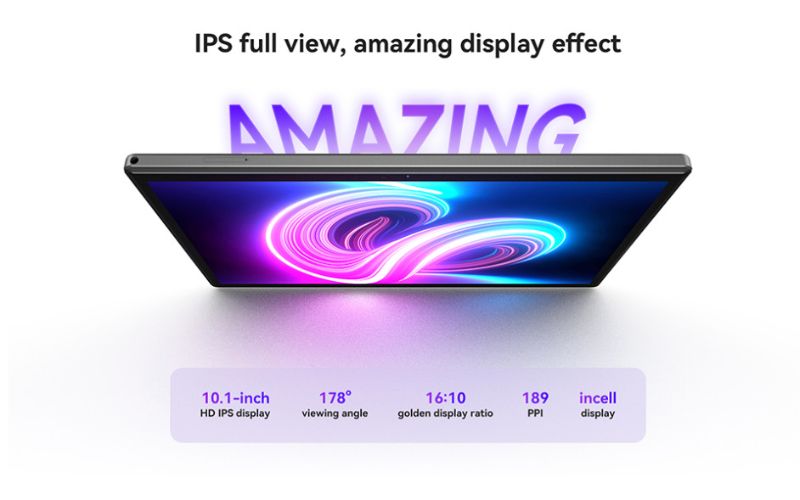 IPS full view, amazing display effect
AMAZING
10.1-inch
HD IPS display
178°
viewing angle
16:10
golden display ratio
189
PPI
incell
display